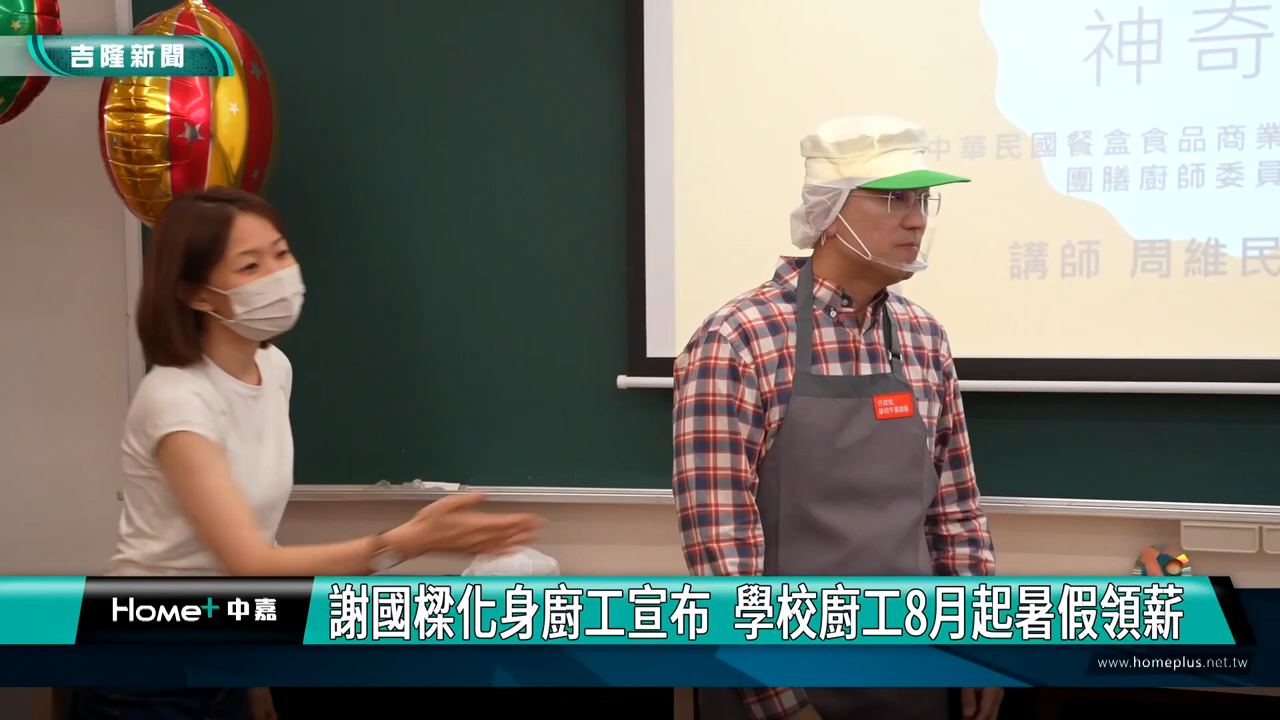 吉隆新聞
神奇
中華民國餐盒食品商業
團膳廚師委員
講師 周維民
Home+中嘉
謝國樑化身廚工宣布 學校廚工8月起暑假領薪
www.homeplus.net.tw